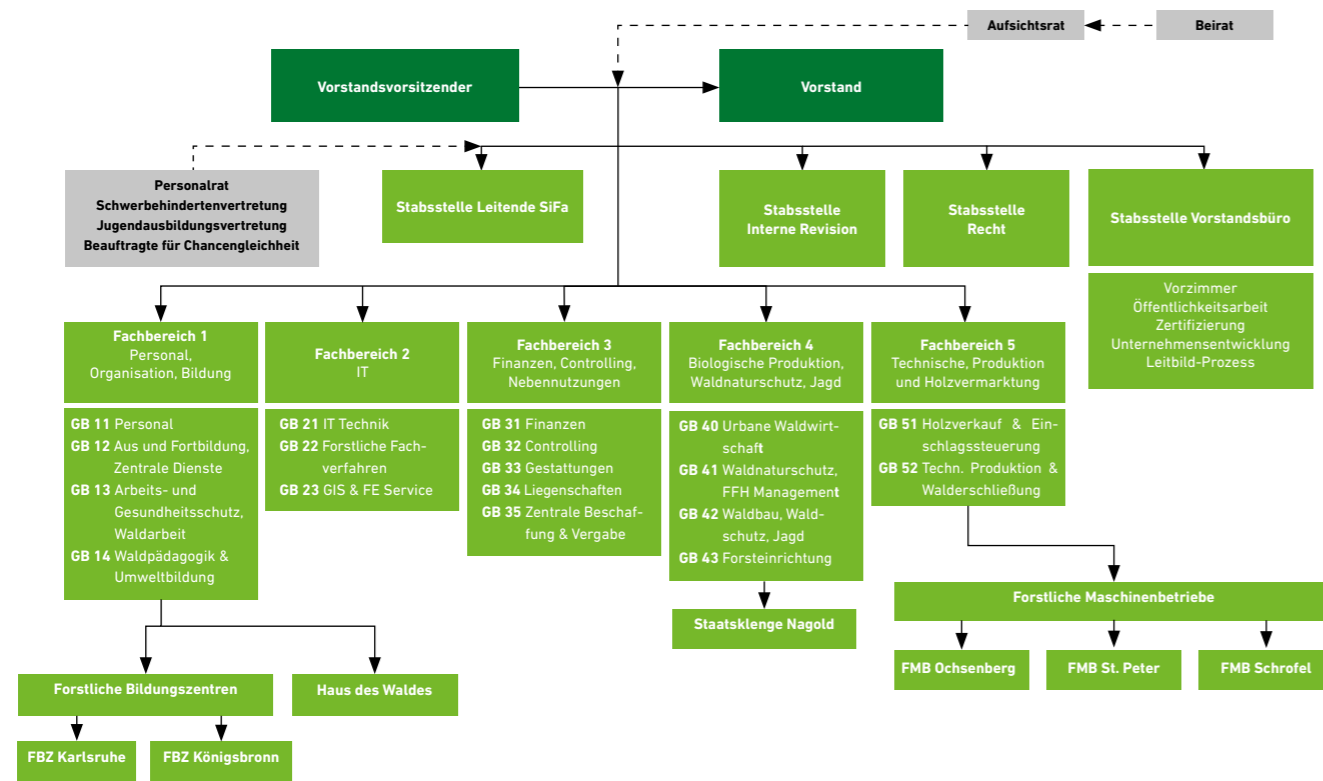 Aufsichtsrat
Beirat
Vorstandsvorsitzender
Vorstand
Personalrat
Schwerbehindertenvertretung
Jugendausbildungsvertretung
Beauftragte für Chancengleichheit
Stabsstelle Leitende SiFa
Stabsstelle
Interne Revision
Stabsstelle
Recht
Stabsstelle Vorstandsbüro
Vorzimmer
Öffentlichkeitsarbeit
Zertifizierung
Unternehmensentwicklung
Leitbild-Prozess
Fachbereich 1
Personal,
Organisation, Bildung
GB 11 Personal
GB 12 Aus und Fortbildung,
Zentrale Dienste
GB 13 Arbeits- und
Gesundheitsschutz,
Waldarbeit
GB 14 Waldpädagogik &
Umweltbildung
Fachbereich 2
IT
GB 21 IT Technik
GB 22 Forstliche Fach-
verfahren
GB 23 GIS & FE Service
Fachbereich 3
Finanzen, Controlling,
Nebennutzungen
GB 31 Finanzen
GB 32 Controlling
GB 33 Gestattungen
GB 34 Liegenschaften
GB 35 Zentrale Beschaf-
fung & Vergabe
Fachbereich 4
Biologische Produktion,
Waldnaturschutz, Jagd
GB 40 Urbane Waldwirt-
schaft
GB 41 Waldnaturschutz,
FFH Management
GB 42 Waldbau, Wald-
schutz, Jagd
GB 43 Forsteinrichtung
Fachbereich 5
Technische, Produktion
und Holzvermarktung
GB 51 Holzverkauf & Ein-
schlagssteuerung
GB 52 Techn. Produktion &
Walderschließung
Staatsklenge Nagold
Forstliche Maschinenbetriebe
FMB Ochsenberg
FMB St. Peter
FMB Schrofel
Forstliche Bildungszentren
Haus des Waldes
FBZ Karlsruhe
FBZ Königsbronn